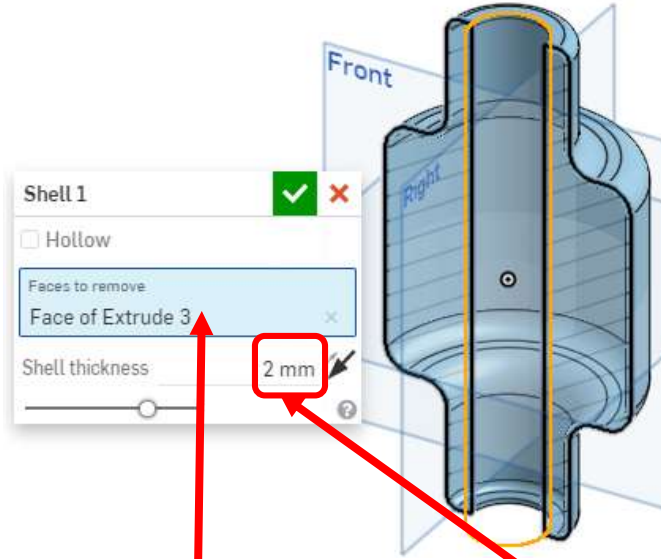 Front
Right
Shell 1
Hollow
Faces to remove
Face of Extrude 3
Shell thickness
2 mm